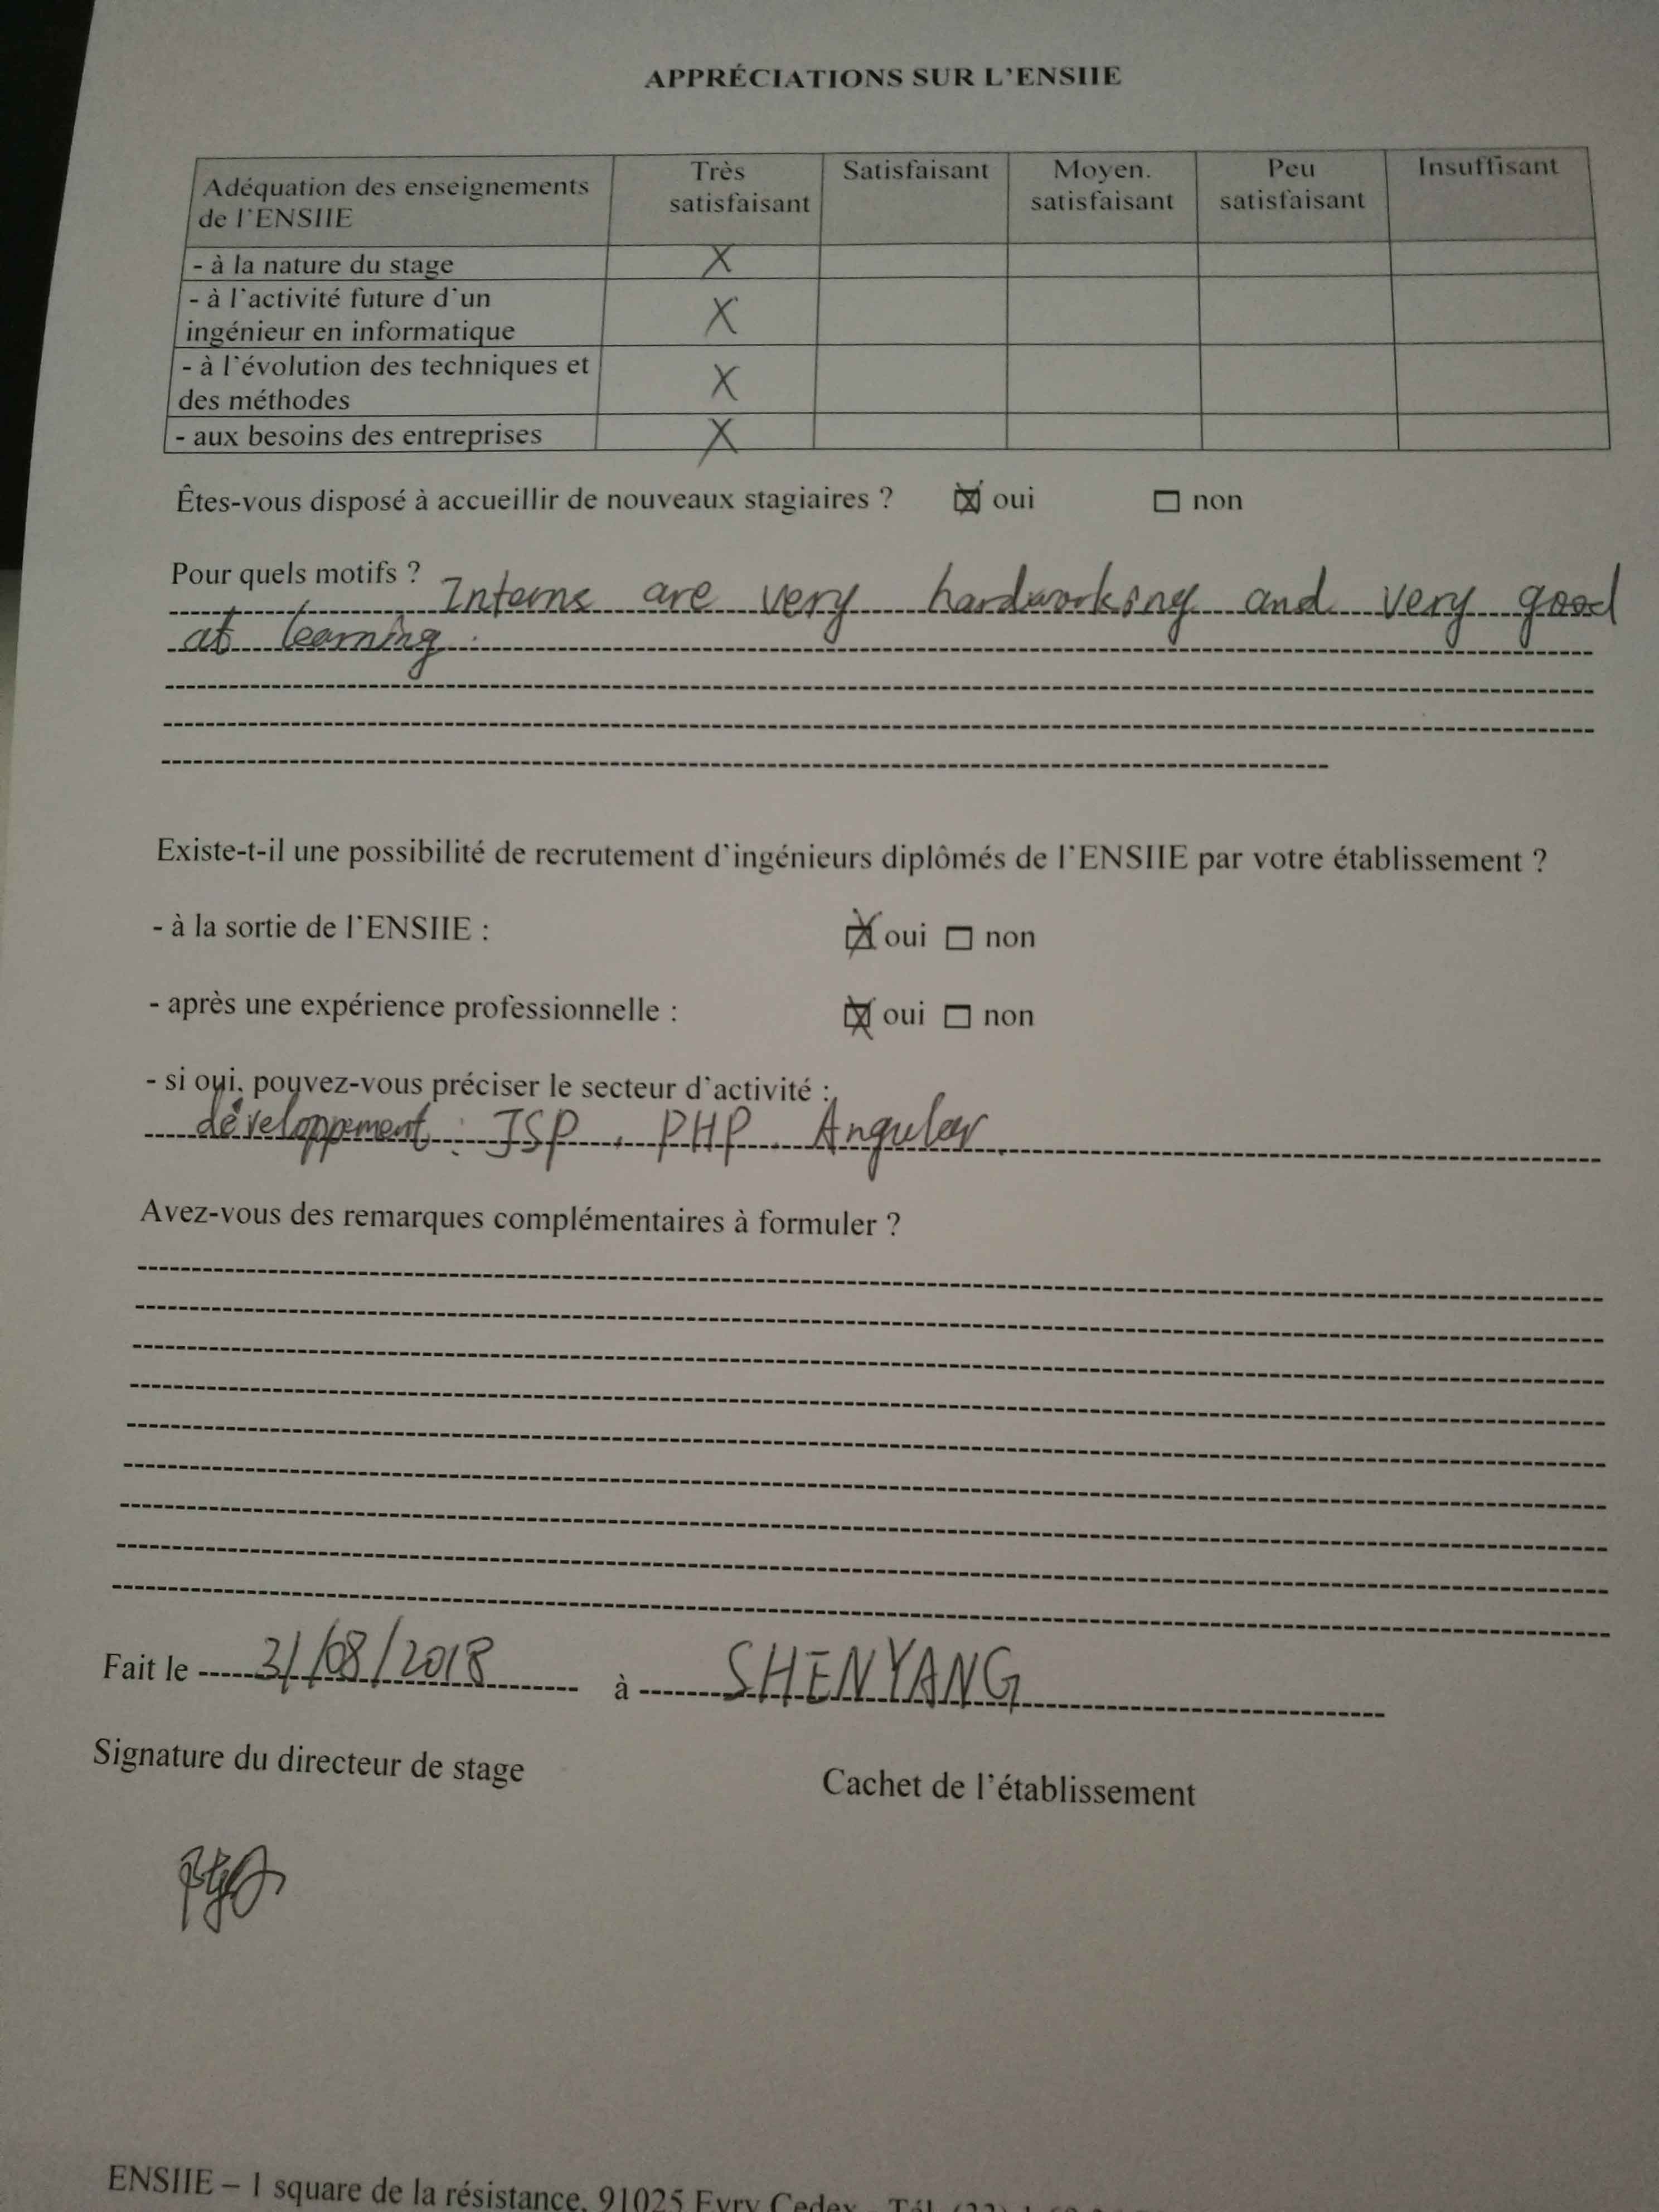 APPRÉCIATIONS SUR L'ENSIIE
Adéquation des enseignements de l'ENSIIE | Très satisfaisant | Satisfaisant | Moyen. satisfaisant | Peu satisfaisant | Insuffisant
- à la nature du stage | X
- à l'activité future d'un ingénieur en informatique | X
- à l'évolution des techniques et des méthodes | X
- aux besoins des entreprises | X
Êtes-vous disposé à accueillir de nouveaux stagiaires ? ☒ oui ☐ non
Pour quels motifs ? Interns are very hardworking and very good
at learning.
Existe-t-il une possibilité de recrutement d'ingénieurs diplômés de l'ENSIIE par votre établissement ?
- à la sortie de l'ENSIIE : ☒ oui ☐ non
- après une expérience professionnelle : ☒ oui ☐ non
- si oui, pouvez-vous préciser le secteur d'activité :
développement : JSP, PHP, Angular.
Avez-vous des remarques complémentaires à formuler ?
Fait le 31/08/2018 à SHENYANG
Signature du directeur de stage
Cachet de l'établissement
ENSIIE – 1 square de la résistance, 91025 Evry Cedex - Tél.